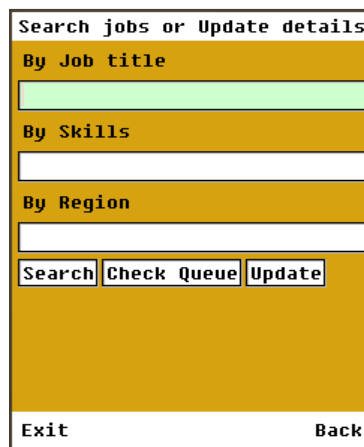 Search jobs or Update details
By Job title
By Skills
By Region
Search Check Queue Update
Exit Back